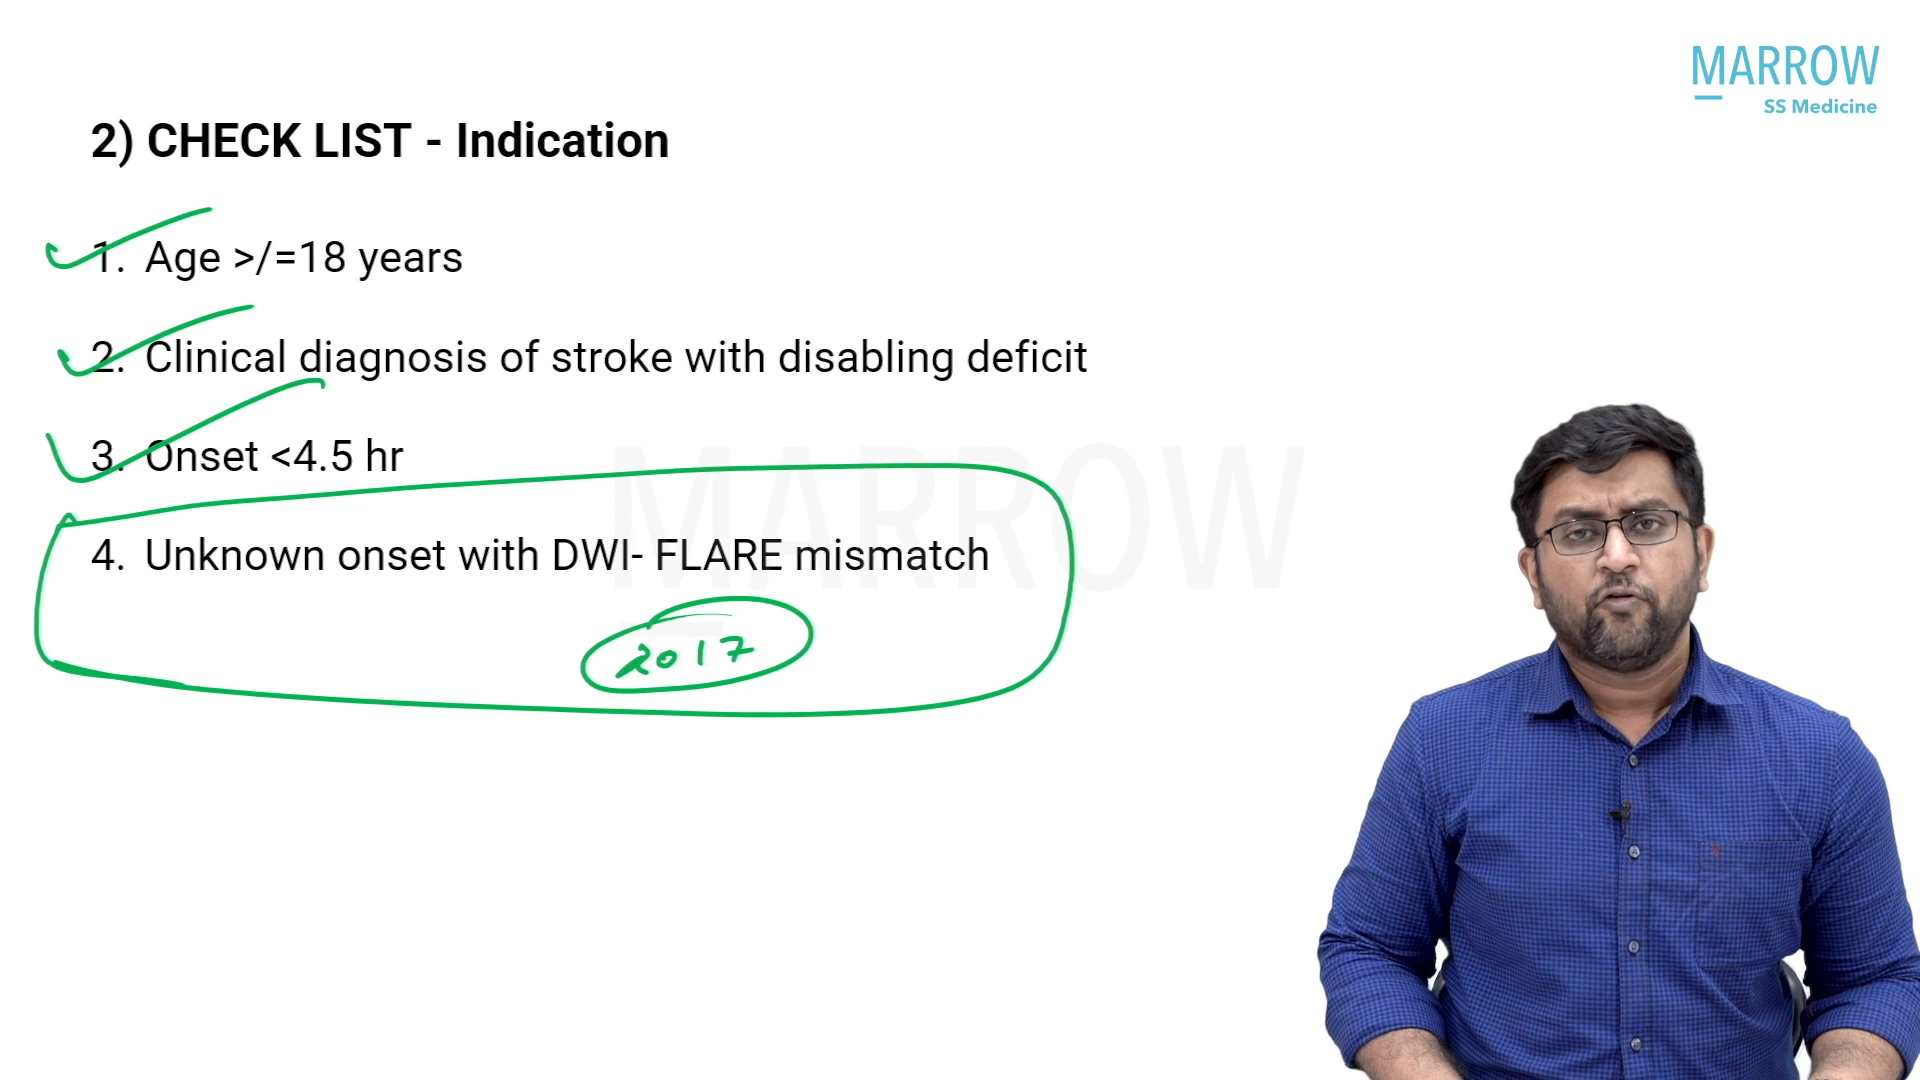 MARROW
SS Medicine
2) CHECK LIST - Indication
1. Age >/=18 years
2. Clinical diagnosis of stroke with disabling deficit
3. Onset <4.5 hr
MARROW
4. Unknown onset with DWI- FLARE mismatch
2017